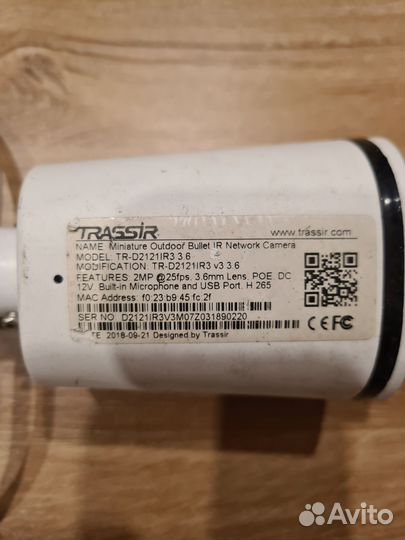 TRASSIR www.trassir.com
NAME: Miniature Outdoor Bullet IR Network Camera
MODEL: TR-D2121IR3 3.6
MODIFICATION: TR-D2121IR3 v3 3.6
FEATURES: 2MP @25fps. 3.6mm Lens. POE. DC
12V. Built-in Microphone and USB Port. H.265
MAC Address: f0:23:b9:45:fc:2f
SER NO D2121IR3V3M07Z031890220
TE 2018-09-21 Designed by Trassir
CE FC
Avito